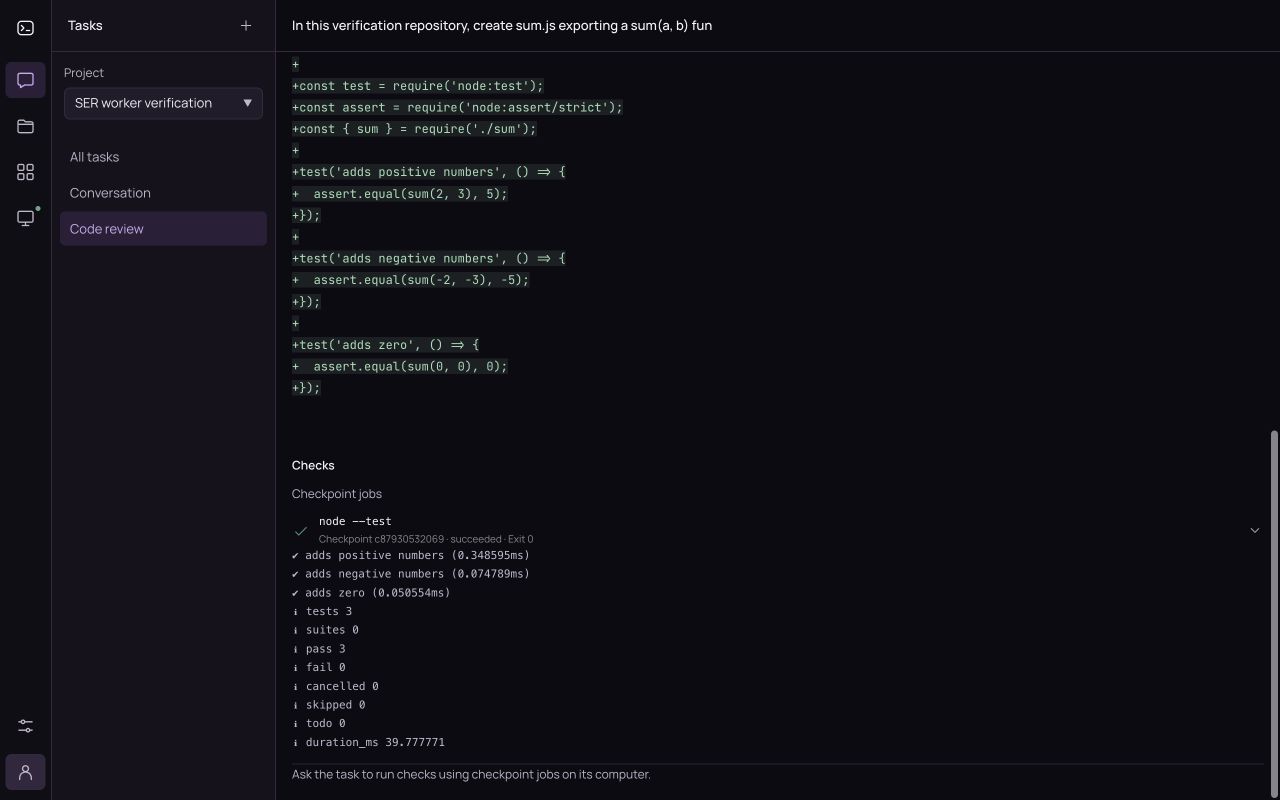 Tasks
+
In this verification repository, create sum.js exporting a sum(a, b) fun
Project
SER worker verification
All tasks
Conversation
Code review
+
+const test = require('node:test');
+const assert = require('node:assert/strict');
+const { sum } = require('./sum');
+
+test('adds positive numbers', () => {
+  assert.equal(sum(2, 3), 5);
+});
+
+test('adds negative numbers', () => {
+  assert.equal(sum(-2, -3), -5);
+});
+
+test('adds zero', () => {
+  assert.equal(sum(0, 0), 0);
+});
Checks
Checkpoint jobs
node --test
Checkpoint c87930532069 · succeeded · Exit 0
✔ adds positive numbers (0.348595ms)
✔ adds negative numbers (0.074789ms)
✔ adds zero (0.050554ms)
ℹ tests 3
ℹ suites 0
ℹ pass 3
ℹ fail 0
ℹ cancelled 0
ℹ skipped 0
ℹ todo 0
ℹ duration_ms 39.777771
Ask the task to run checks using checkpoint jobs on its computer.